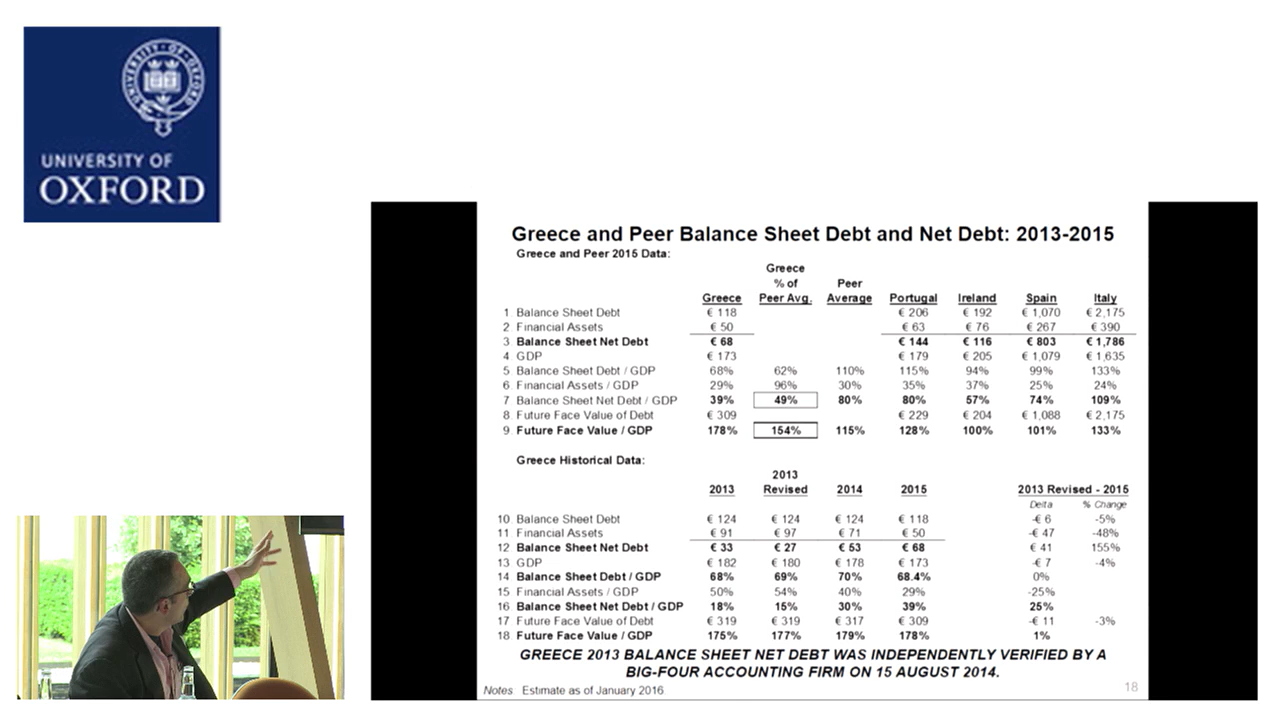 UNIVERSITY OF
OXFORD
Greece and Peer Balance Sheet Debt and Net Debt: 2013-2015
Greece and Peer 2015 Data:
Greece % of Peer Avg. Peer Average
Greece Portugal Ireland Spain Italy
1 Balance Sheet Debt € 118 € 206 € 192 € 1,070 € 2,175
2 Financial Assets € 50 € 63 € 76 € 267 € 390
3 Balance Sheet Net Debt € 68 € 144 € 116 € 803 € 1,786
4 GDP € 173 € 179 € 205 € 1,079 € 1,635
5 Balance Sheet Debt / GDP 68% 62% 110% 115% 94% 99% 133%
6 Financial Assets / GDP 29% 96% 30% 35% 37% 25% 24%
7 Balance Sheet Net Debt / GDP 39% 49% 80% 80% 57% 74% 109%
8 Future Face Value of Debt € 309 € 229 € 204 € 1,088 € 2,175
9 Future Face Value / GDP 178% 154% 115% 128% 100% 101% 133%
Greece Historical Data:
2013 2013 Revised 2014 2015 2013 Revised - 2015
Delta % Change
10 Balance Sheet Debt € 124 € 124 € 124 € 118 -€ 6 -5%
11 Financial Assets € 91 € 97 € 71 € 50 -€ 47 -48%
12 Balance Sheet Net Debt € 33 € 27 € 53 € 68 € 41 155%
13 GDP € 182 € 180 € 178 € 173 -€ 7 -4%
14 Balance Sheet Debt / GDP 68% 69% 70% 68.4% 0%
15 Financial Assets / GDP 50% 54% 40% 29% -25%
16 Balance Sheet Net Debt / GDP 18% 15% 30% 39% 25%
17 Future Face Value of Debt € 319 € 319 € 317 € 309 -€ 11 -3%
18 Future Face Value / GDP 175% 177% 179% 178% 1%
GREECE 2013 BALANCE SHEET NET DEBT WAS INDEPENDENTLY VERIFIED BY A
BIG-FOUR ACCOUNTING FIRM ON 15 AUGUST 2014.
Notes Estimate as of January 2016
18